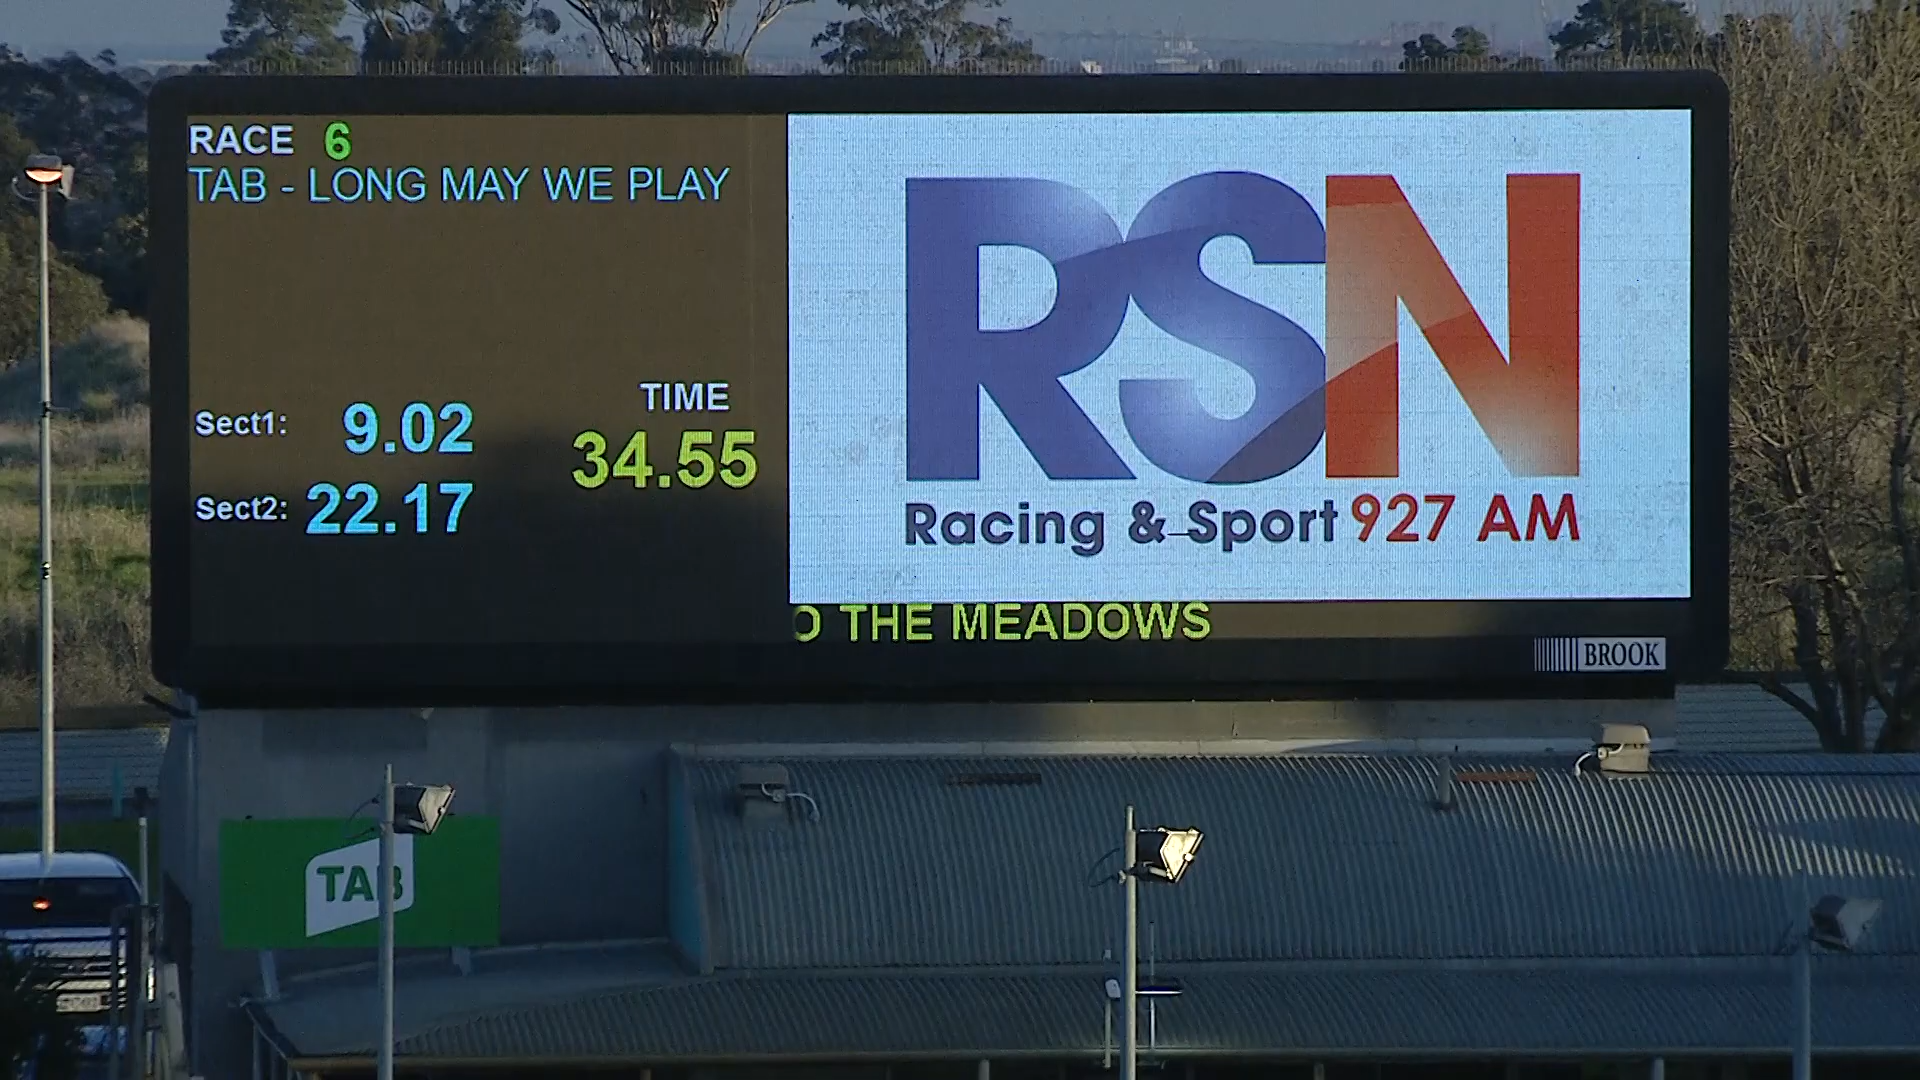 RACE 6
TAB - LONG MAY WE PLAY
TIME
Sect1: 9.02
34.55
Sect2: 22.17
RSN
Racing & Sport 927 AM
O THE MEADOWS
BROOK
TAB